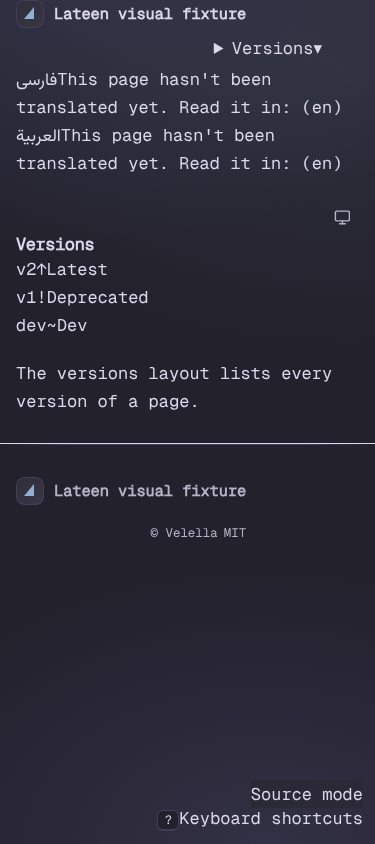 Lateen visual fixture
▶ Versions▾
فارسیThis page hasn't been
translated yet. Read it in: (en)
العربيةThis page hasn't been
translated yet. Read it in: (en)
Versions
v2↑Latest
v1!Deprecated
dev~Dev
The versions layout lists every
version of a page.
Lateen visual fixture
© Velella MIT
Source mode
?Keyboard shortcuts